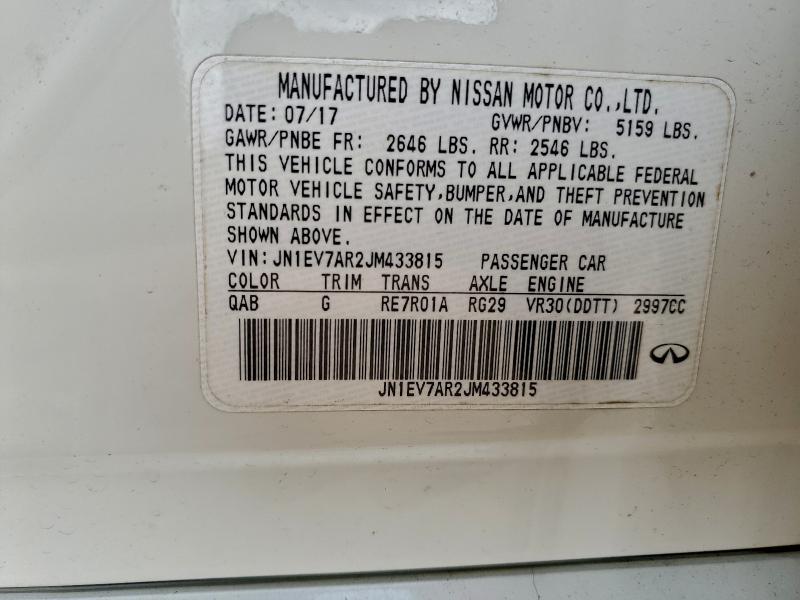 MANUFACTURED BY NISSAN MOTOR CO.,LTD.
DATE: 07/17 GVWR/PNBV: 5159 LBS.
GAWR/PNBE FR: 2646 LBS. RR: 2546 LBS.
THIS VEHICLE CONFORMS TO ALL APPLICABLE FEDERAL
MOTOR VEHICLE SAFETY,BUMPER,AND THEFT PREVENTION
STANDARDS IN EFFECT ON THE DATE OF MANUFACTURE
SHOWN ABOVE.
VIN:JN1EV7AR2JM433815 PASSENGER CAR
COLOR TRIM TRANS AXLE ENGINE
QAB G RE7R01A RG29 VR30(DDTT) 2997CC
JN1EV7AR2JM433815